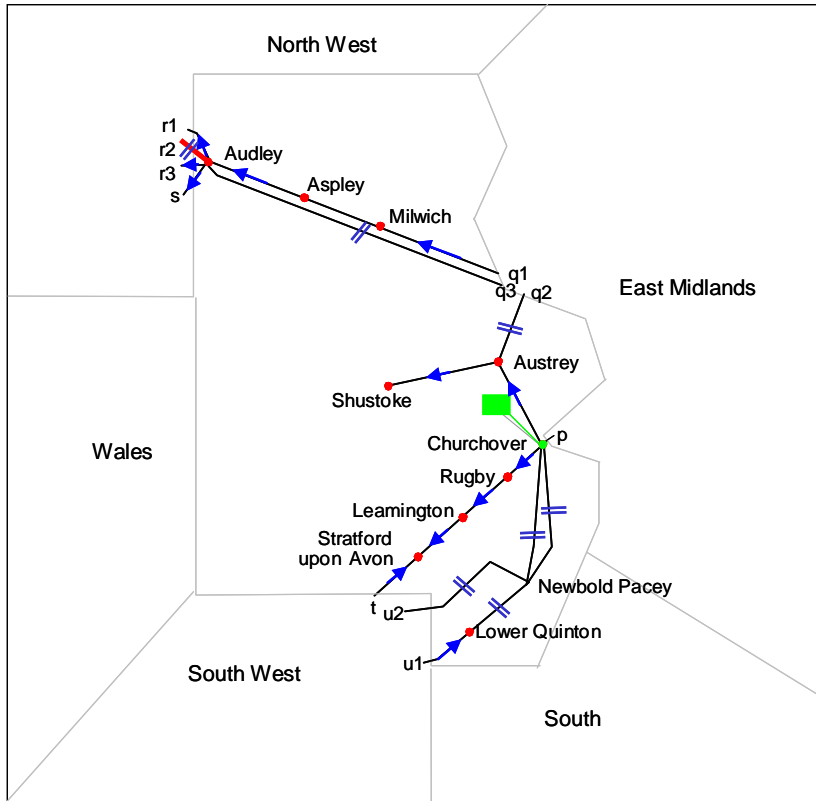 North West
r1
r2
Audley
r3
Aspley
s
Milwich
q1
q3
q2
East Midlands
Austrey
Shustoke
Churchover
p
Wales
Rugby
Leamington
Stratford
upon Avon
Newbold Pacey
t
u2
Lower Quinton
u1
South West
South